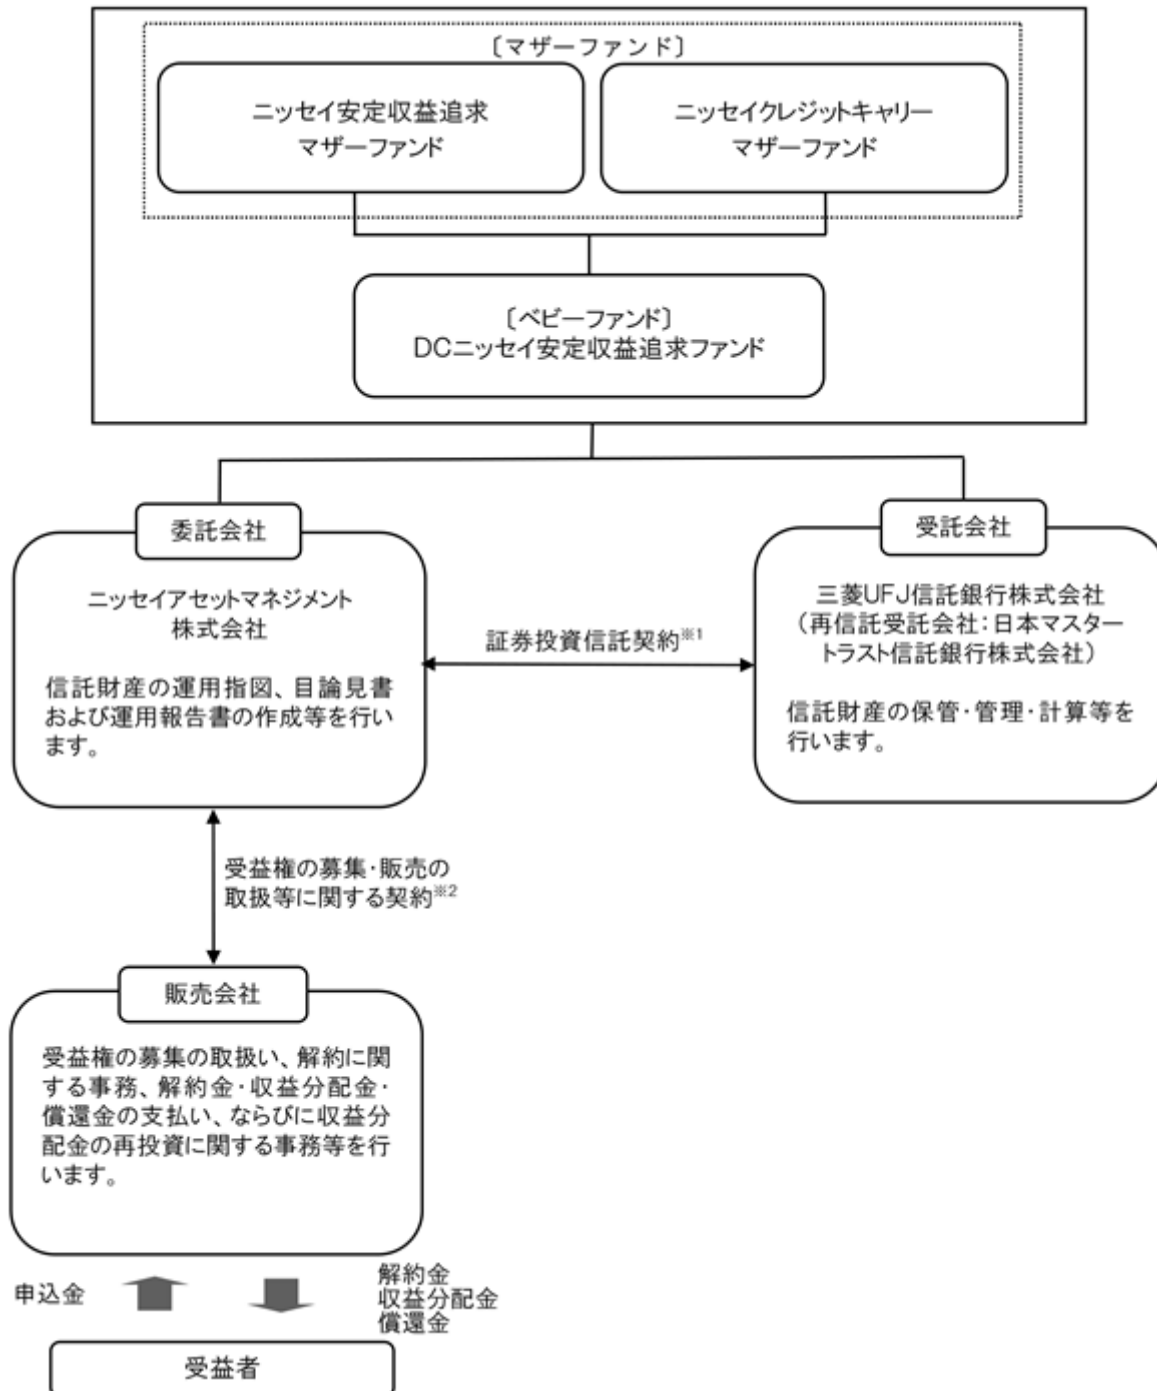 〔マザーファンド〕
ニッセイ安定収益追求
マザーファンド
ニッセイクレジットキャリー
マザーファンド
〔ベビーファンド〕
DCニッセイ安定収益追求ファンド
委託会社
ニッセイアセットマネジメント
株式会社
信託財産の運用指図、目論見書
および運用報告書の作成等を行い
ます。
証券投資信託契約※1
受託会社
三菱UFJ信託銀行株式会社
（再信託受託会社：日本マスター
トラスト信託銀行株式会社）
信託財産の保管・管理・計算等を
行います。
受益権の募集・販売の
取扱等に関する契約※2
販売会社
受益権の募集の取扱い、解約に関
する事務、解約金・収益分配金・
償還金の支払い、ならびに収益分
配金の再投資に関する事務等を行
います。
申込金
解約金
収益分配金
償還金
受益者